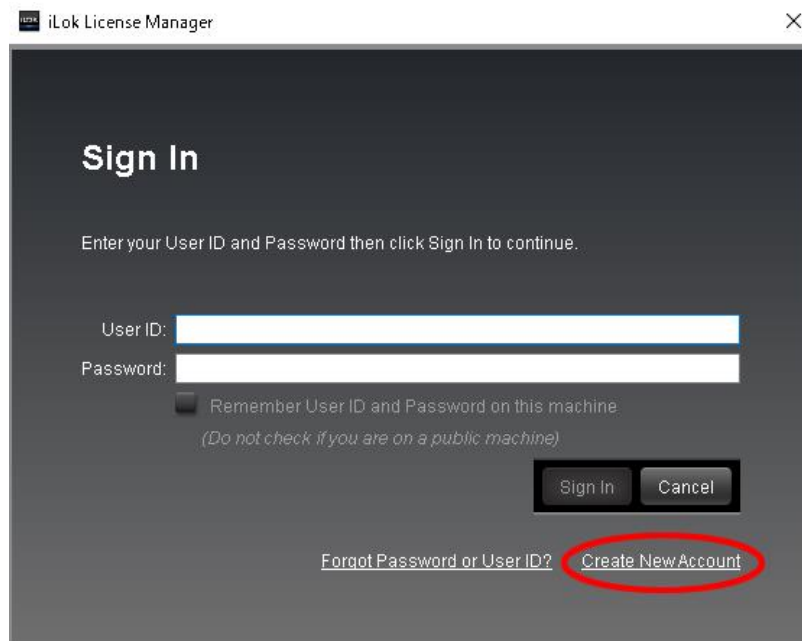 iLok License Manager
Sign In
Enter your User ID and Password then click Sign In to continue.
User ID:
Password:
Remember User ID and Password on this machine
(Do not check if you are on a public machine)
Sign In Cancel
Forgot Password or User ID? Create New Account